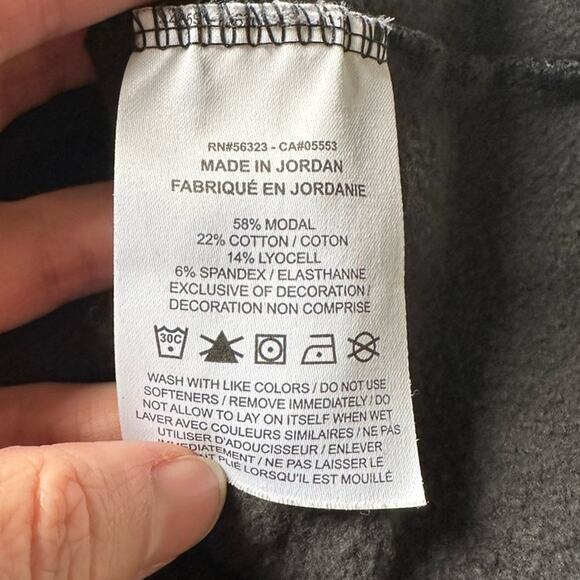 RN#56323 - CA#05553
MADE IN JORDAN
FABRIQUÉ EN JORDANIE
58% MODAL
22% COTTON / COTON
14% LYOCELL
6% SPANDEX / ELASTHANNE
EXCLUSIVE OF DECORATION /
DECORATION NON COMPRISE
30C
WASH WITH LIKE COLORS / DO NOT USE
SOFTENERS / REMOVE IMMEDIATELY / DO
NOT ALLOW TO LAY ON ITSELF WHEN WET
LAVER AVEC COULEURS SIMILAIRES / NE PAS
UTILISER D'ADOUCISSEUR / ENLEVER
IMMEDIATEMENT / NE PAS LAISSER LE
PLIE LORSQU'IL EST MOUILLÉ